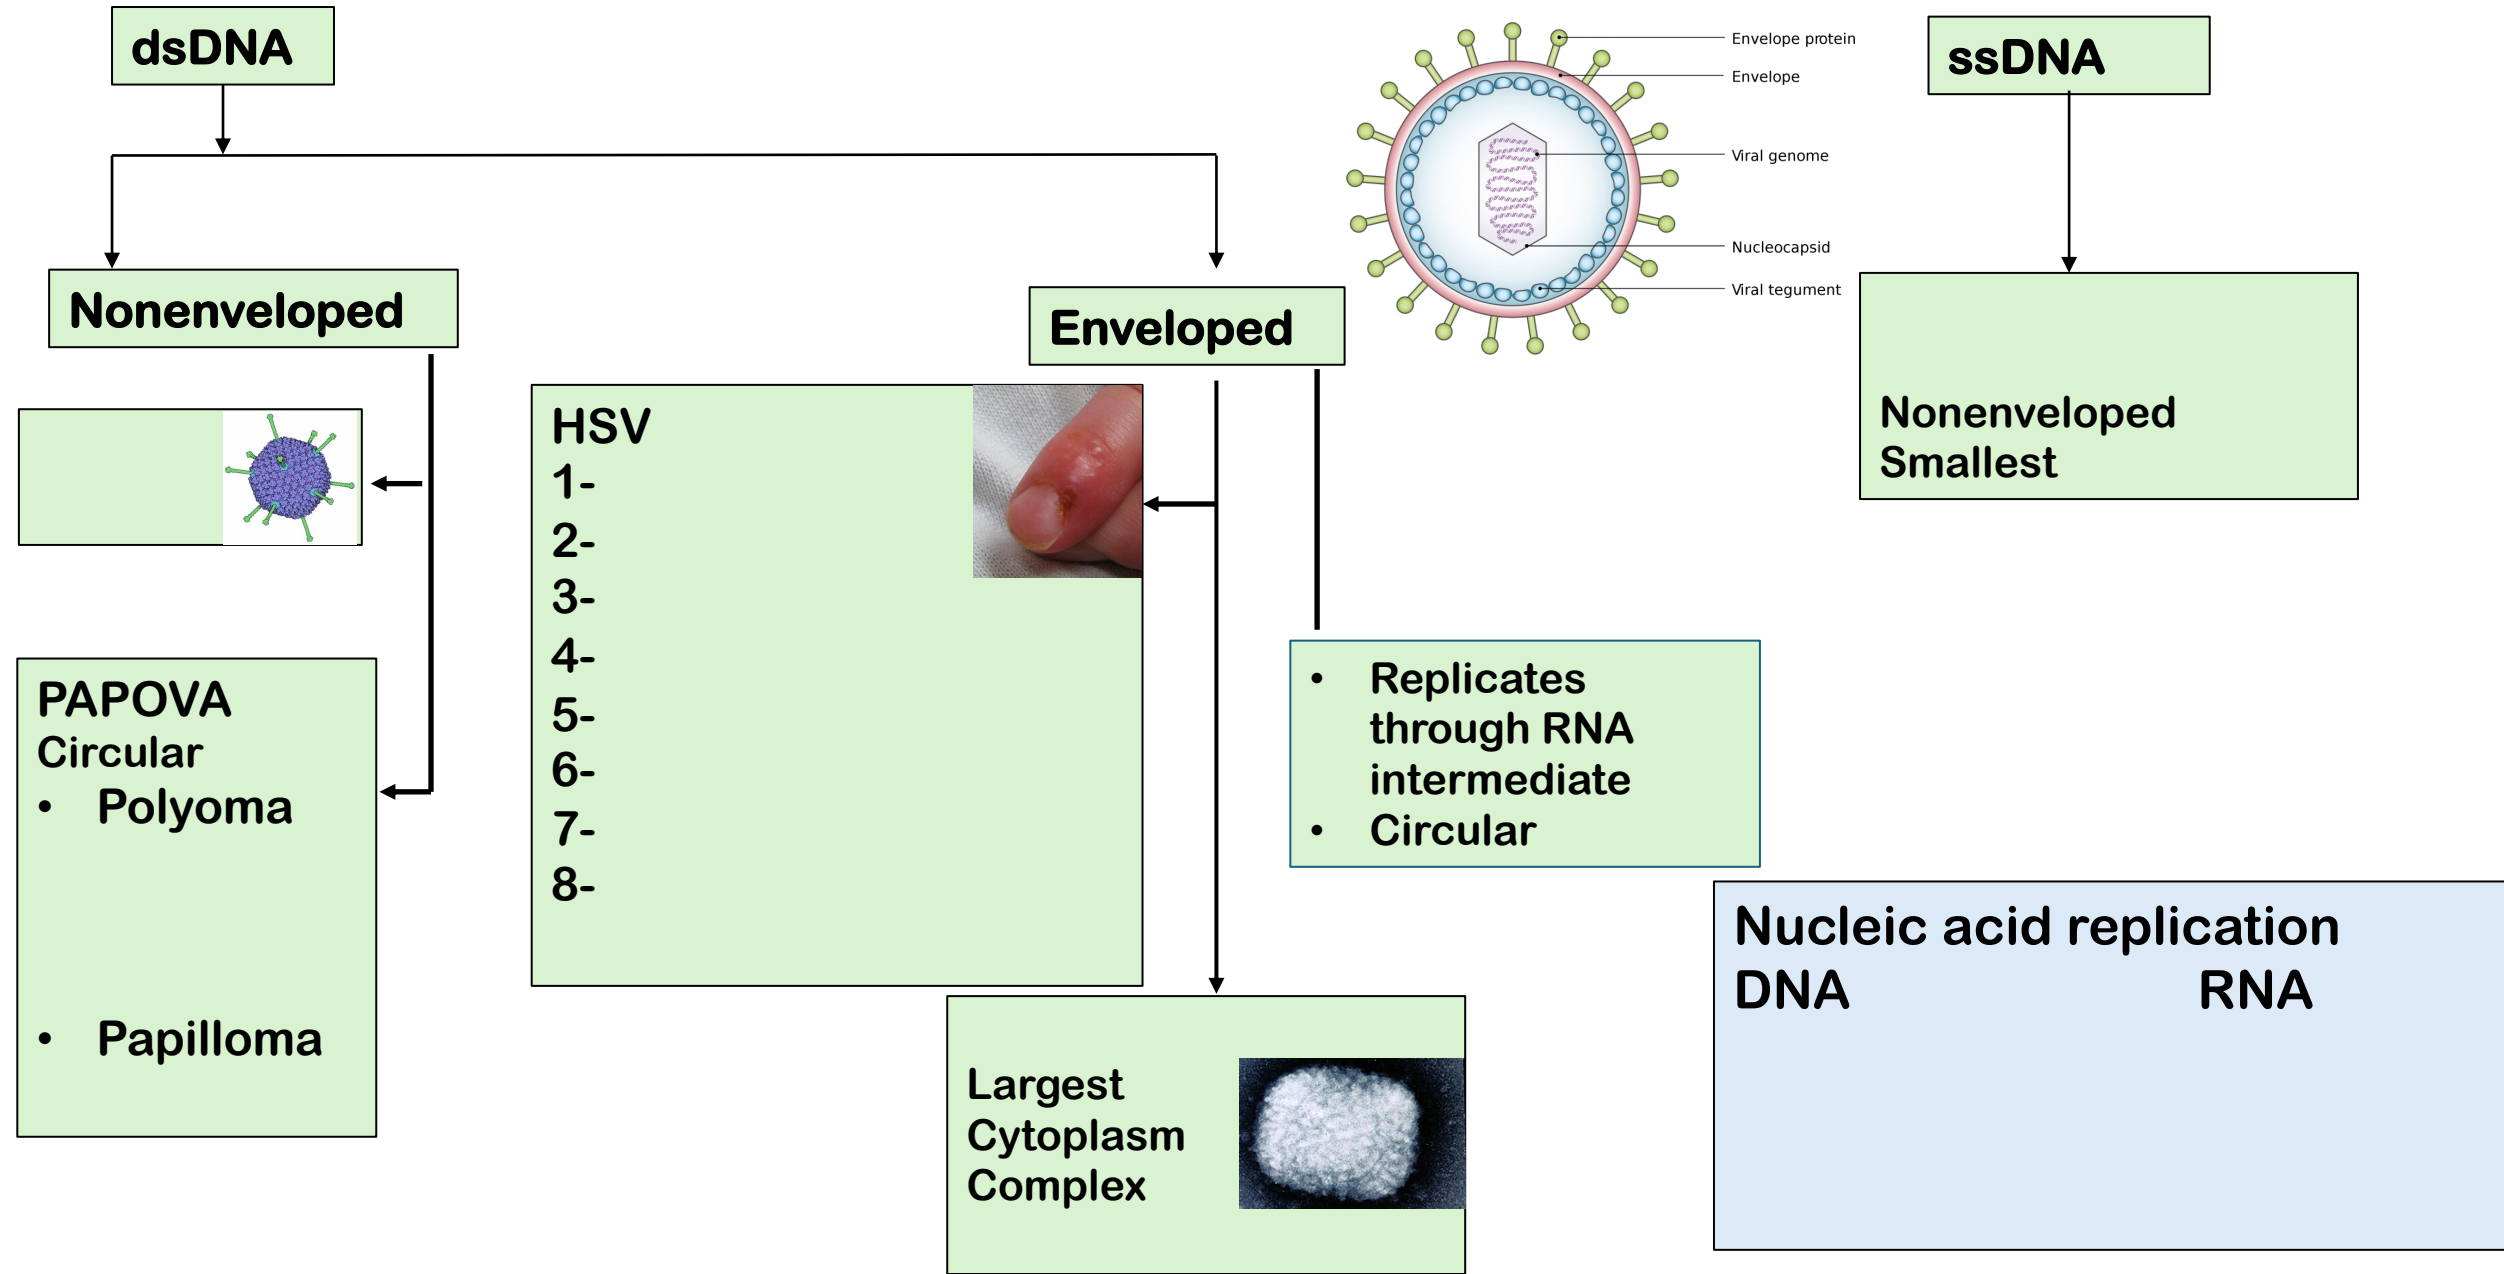 dsDNA
Envelope protein
Envelope
Viral genome
Nucleocapsid
Viral tegument
ssDNA
Nonenveloped
Enveloped
Nonenveloped
Smallest
HSV
1-
2-
3-
4-
5-
6-
7-
8-
PAPOVA
Circular
• Polyoma
• Papilloma
• Replicates
through RNA
intermediate
• Circular
Largest
Cytoplasm
Complex
Nucleic acid replication
DNA RNA